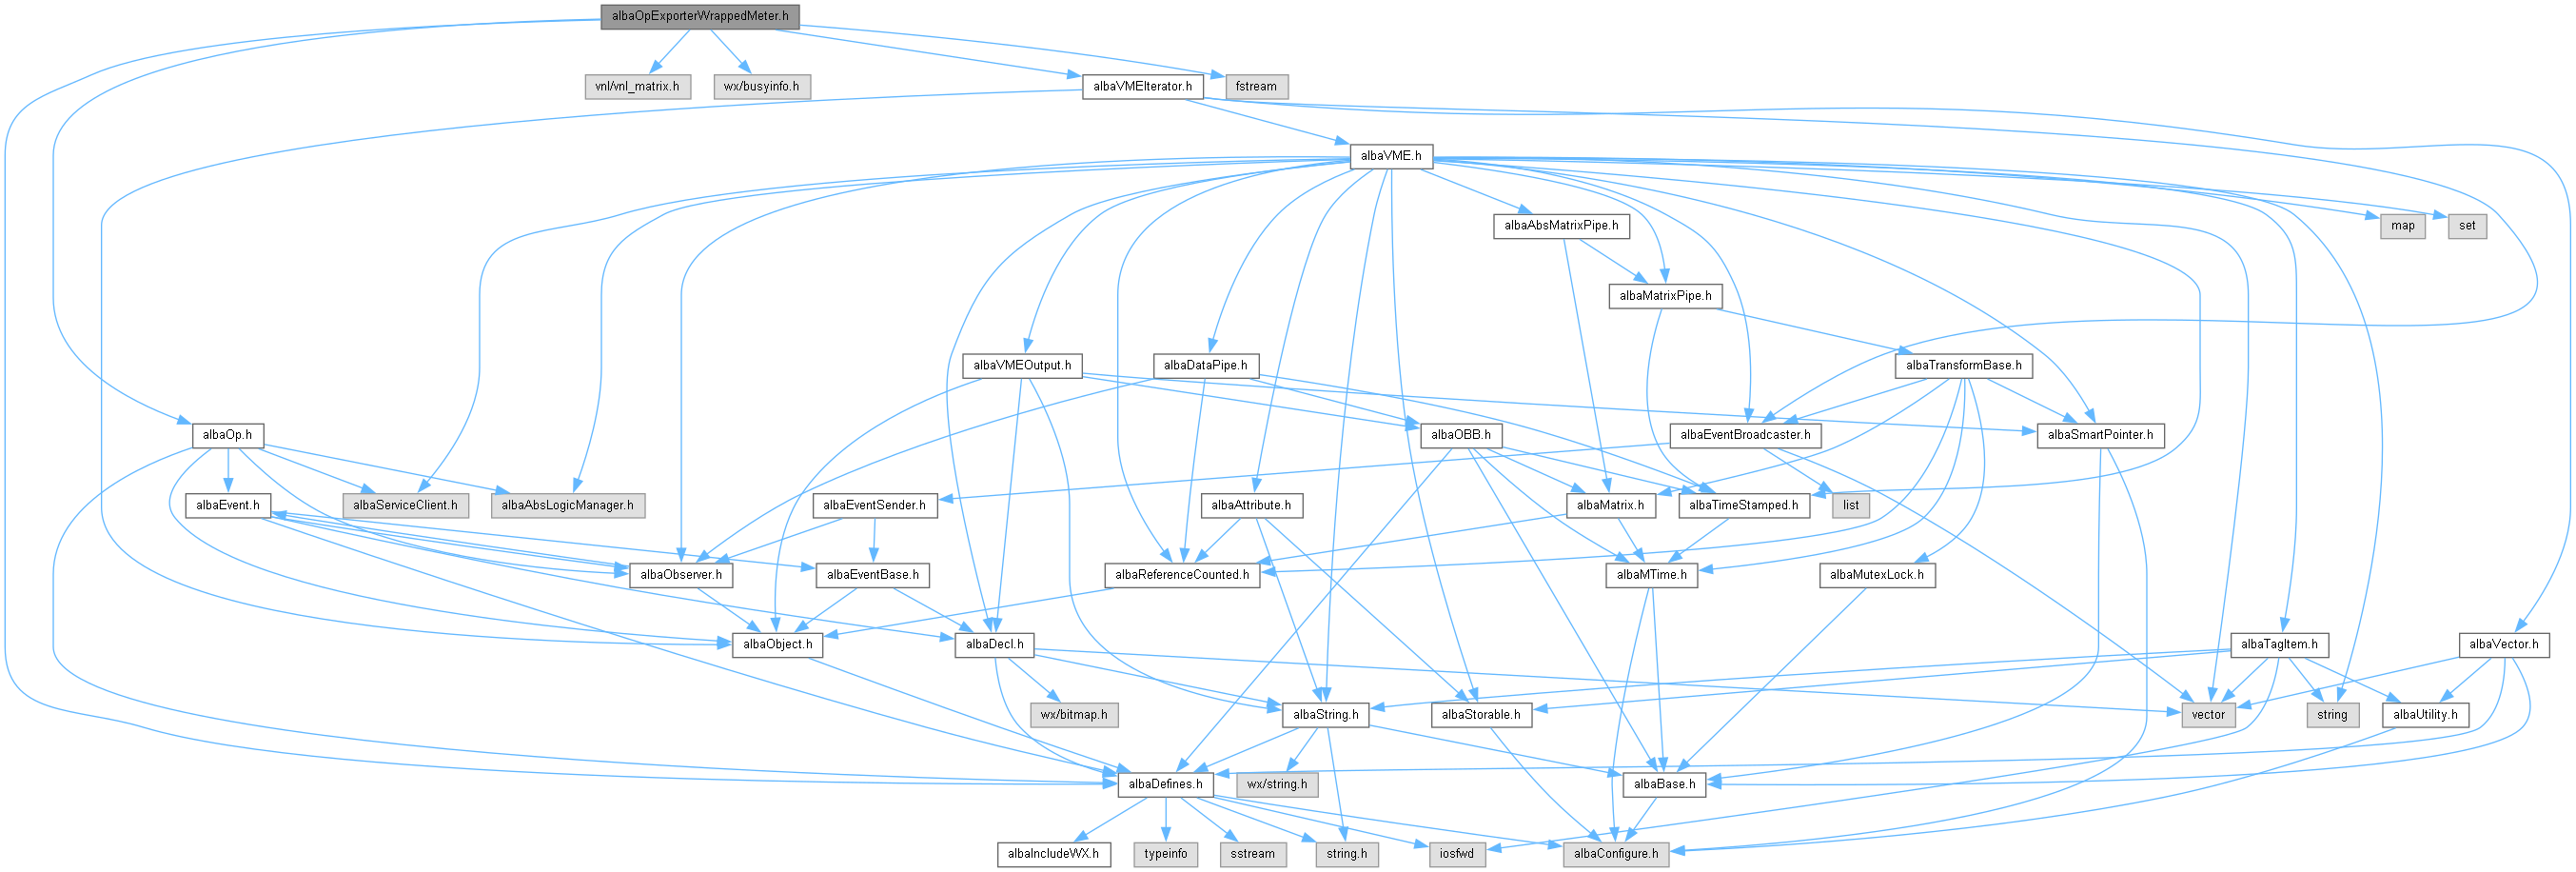 albaOpExporterWrappedMeter.h
vnl/vnl_matrix.h
wx/busyinfo.h
albaVMEIterator.h
fstream
albaVME.h
albaAbsMatrixPipe.h
map
set
albaMatrixPipe.h
albaVMEOutput.h
albaDataPipe.h
albaTransformBase.h
albaOp.h
albaOBB.h
albaEventBroadcaster.h
albaSmartPointer.h
albaEvent.h
albaServiceClient.h
albaAbsLogicManager.h
albaEventSender.h
albaAttribute.h
albaMatrix.h
albaTimeStamped.h
list
albaObserver.h
albaEventBase.h
albaReferenceCounted.h
albaMTime.h
albaMutexLock.h
albaObject.h
albaDecl.h
albaTagItem.h
albaVector.h
wx/bitmap.h
albaString.h
albaStorable.h
vector
string
albaUtility.h
albaDefines.h
wx/string.h
albaBase.h
albaIncludeWX.h
typeinfo
sstream
string.h
iosfwd
albaConfigure.h